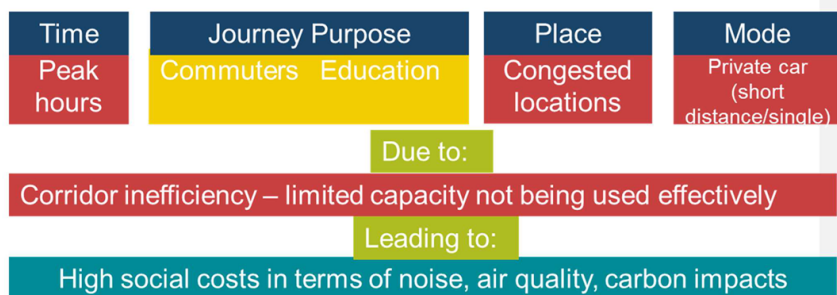 Time
Peak
hours
Journey Purpose
Commuters Education
Place
Congested
locations
Mode
Private car
(short
distance/single)
Due to:
Corridor inefficiency – limited capacity not being used effectively
Leading to:
High social costs in terms of noise, air quality, carbon impacts